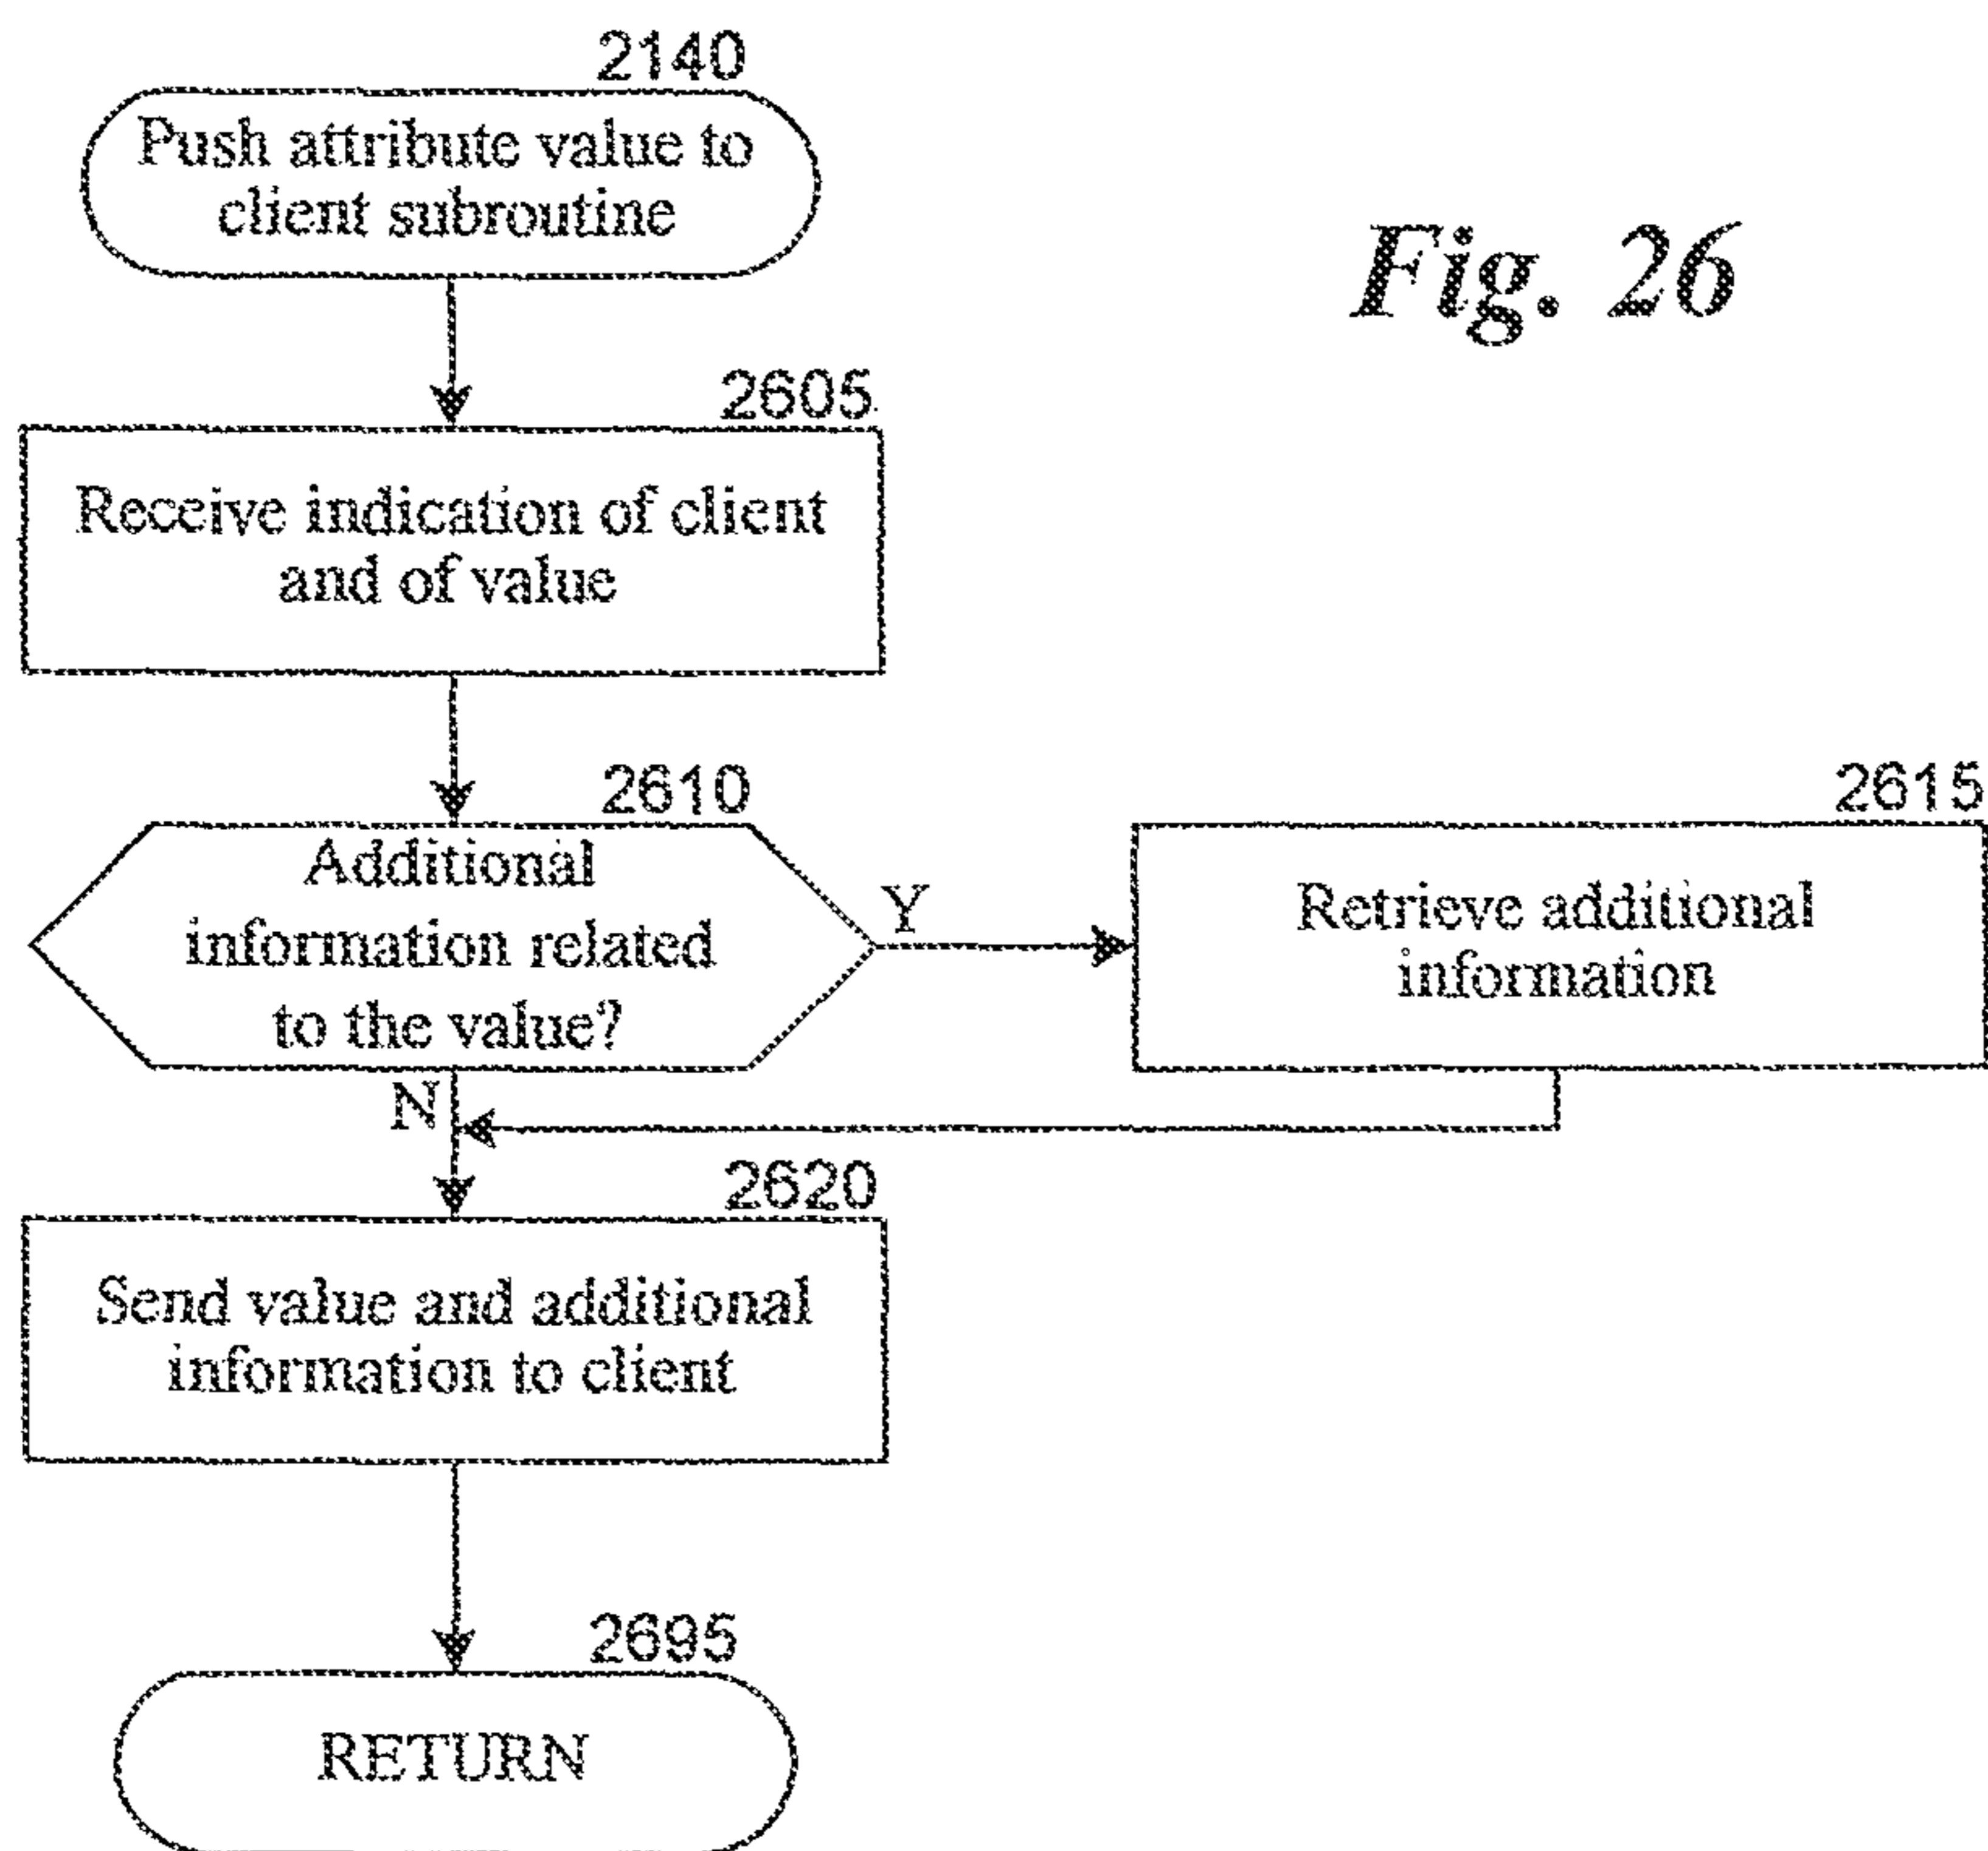 2140
Push attribute value to
client subroutine
Fig. 26
2605
Receive indication of client
and of value
2610
Additional
information related
to the value?
Y
2615
Retrieve additional
information
N
2620
Send value and additional
information to client
2695
RETURN